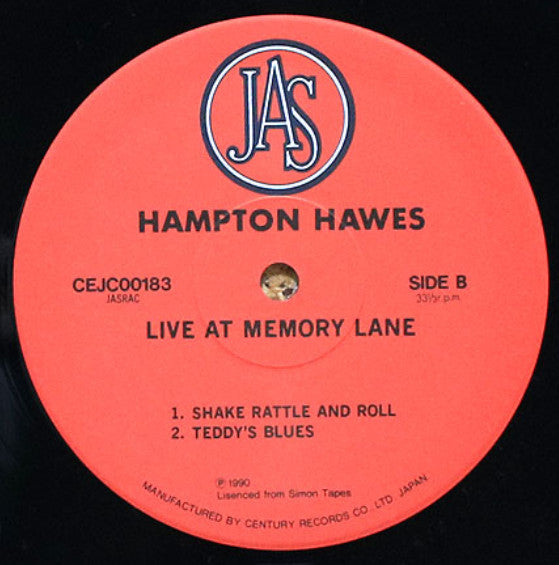 JAS
HAMPTON HAWES
CEJC00183
JASRAC
SIDE B
33⅓r.p.m.
LIVE AT MEMORY LANE
1. SHAKE RATTLE AND ROLL
2. TEDDY'S BLUES
℗ 1990
Lisenced from Simon Tapes
MANUFACTURED BY CENTURY RECORDS CO., LTD. JAPAN